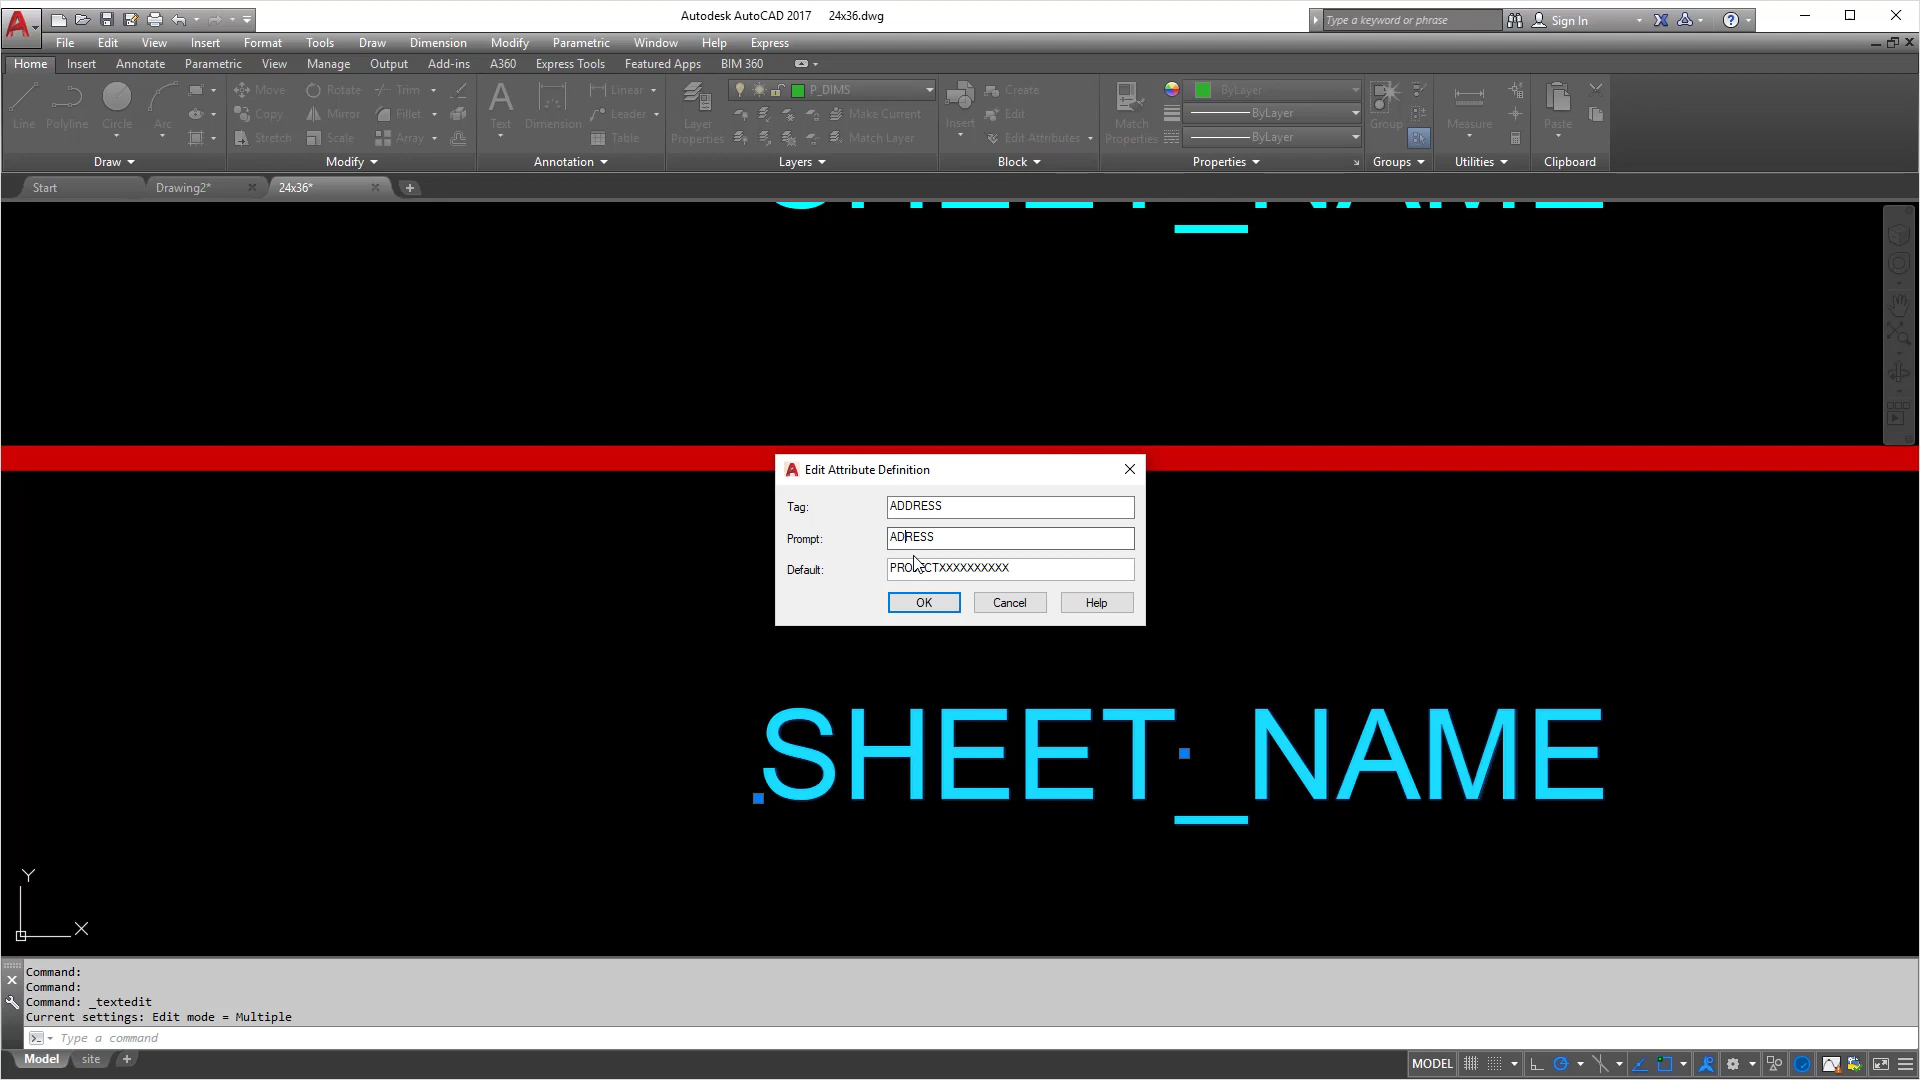 Autodesk AutoCAD 2017 24x36.dwg
Type a keyword or phrase
Sign In
File Edit View Insert Format Tools Draw Dimension Modify Parametric Window Help Express
Home Insert Annotate Parametric View Manage Output Add-ins A360 Express Tools Featured Apps BIM 360
Line Polyline Circle Arc
Move Rotate Trim
Copy Mirror Fillet
Stretch Scale Array
Text Dimension
Linear
Leader
Table
Layer
Properties
P_DIMS
Make Current
Match Layer
Insert
Create
Edit
Edit Attributes
Match
Properties
ByLayer
ByLayer
ByLayer
Group
Measure
Paste
Draw Modify Annotation Layers Block Properties Groups Utilities Clipboard
Start Drawing2* 24x36*
SHEET_NAME
Edit Attribute Definition
Tag: ADDRESS
Prompt: ADRESS
Default: PROJECTXXXXXXXXXX
OK Cancel Help
SHEET_NAME
Y
X
Command:
Command:
Command: _textedit
Current settings: Edit mode = Multiple
Type a command
Model site
MODEL